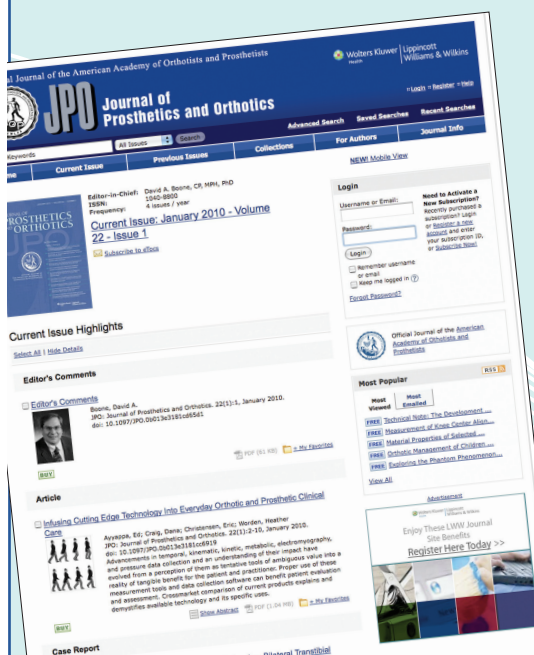 al Journal of the American Academy of Orthotists and Prosthetists
Wolters Kluwer
Health
Lippincott
Williams & Wilkins
JPO
Journal of
Prosthetics and Orthotics
Login
Register
Help
Advanced Search
Saved Searches
Recent Searches
Keywords
All Issues
Search
me
Current Issue
Previous Issues
Collections
For Authors
Journal Info
PROSTHETICS
ORTHOTICS
JPO
Editor-in-Chief: David A. Boone, CP, MPH, PhD
ISSN: 1040-8800
Frequency: 4 issues / year
Current Issue: January 2010 - Volume
22 - Issue 1
Subscribe to eTocs
NEW! Mobile View
Login
Username or Email:
Password:
Login
Remember username
or email
Keep me logged in (?)
Forgot Password?
Need to Activate a
New Subscription?
Recently purchased a
subscription? Login
or Register a new
account and enter
your subscription ID,
or Subscribe Now!
Current Issue Highlights
Select All | Hide Details
Official Journal of the American
Academy of Othotists and
Prosthetists
Editor's Comments
Editor's Comments
Boone, David A.
JPO: Journal of Prosthetics and Orthotics. 22(1):1, January 2010.
PDF (61 KB)
+ My Favorites
BUY
RSS
Most Popular
Most
Viewed
Most
Emailed
FREE Technical Note: The Development ...
FREE Measurement of Knee Center Align...
FREE Material Properties of Selected ...
FREE Orthotic Management of Children ...
FREE Exploring the Phantom Phenomenon...
View All
Article
Infusing Cutting Edge Technology Into Everyday Orthotic and Prosthetic Clinical
Care
Ayyappa, Ed; Craig, Dana; Christensen, Eric; Worden, Heather
JPO: Journal of Prosthetics and Orthotics. 22(1):2-10, January 2010.
doi: 10.1097/JPO.0b013e3181cc6919
Advancements in temporal, kinematic, kinetic, metabolic, electromyography,
and pressure data collection and an understanding of their impact have
evolved from a perception of them as tentative tools of ambiguous value into a
reality of tangible benefit for the patient and practitioner. Proper use of these
measurement tools and data collection software can benefit patient evaluation
and assessment. Crossmarket comparison of current products explains and
demystifies available technology and its specific uses.
Show Abstract
PDF (1.04 MB)
+ My Favorites
BUY
Advertisement
Wolters Kluwer
Lippincott
Williams & Wilkins
Enjoy These LWW Journal
Site Benefits
Register Here Today >>
Case Report
Bilateral Transtibial